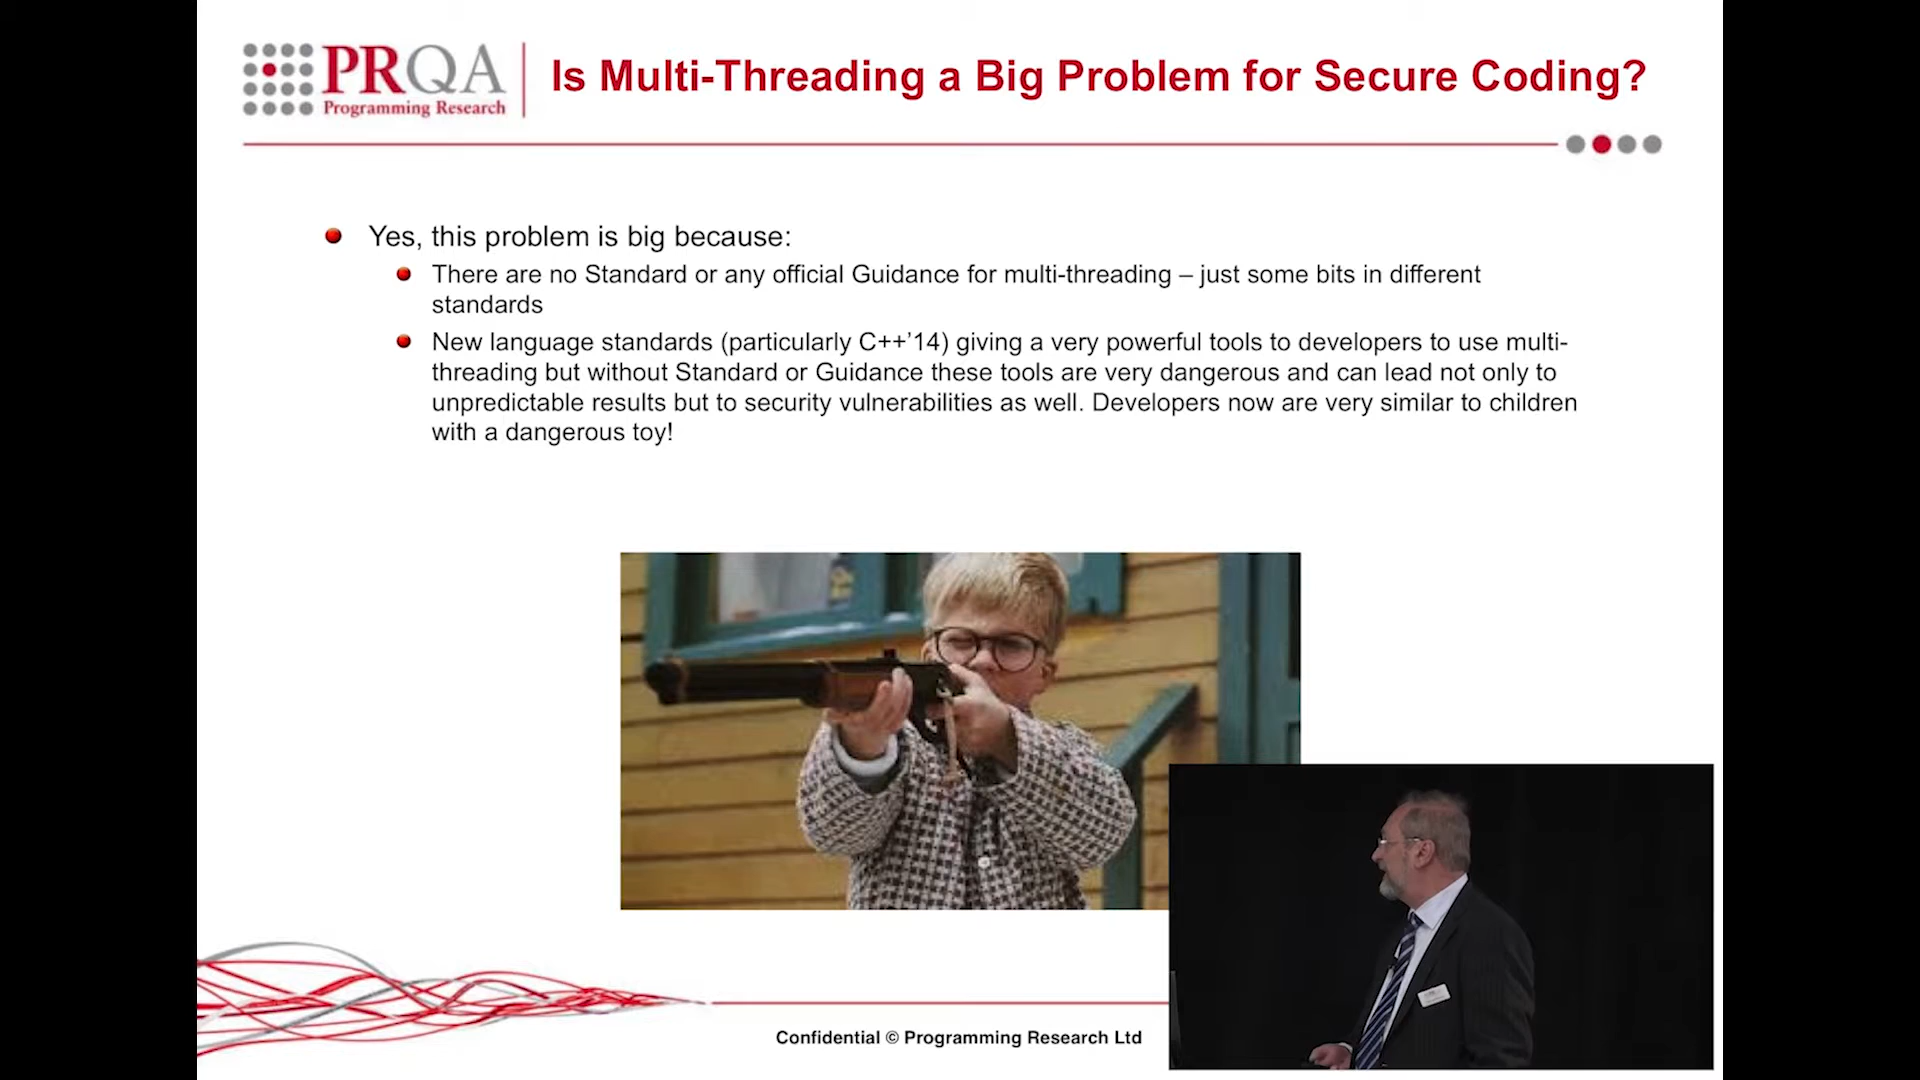 PRQA
Programming Research
Is Multi-Threading a Big Problem for Secure Coding?
Yes, this problem is big because:
There are no Standard or any official Guidance for multi-threading – just some bits in different
standards
New language standards (particularly C++’14) giving a very powerful tools to developers to use multi-
threading but without Standard or Guidance these tools are very dangerous and can lead not only to
unpredictable results but to security vulnerabilities as well. Developers now are very similar to children
with a dangerous toy!
Confidential © Programming Research Ltd